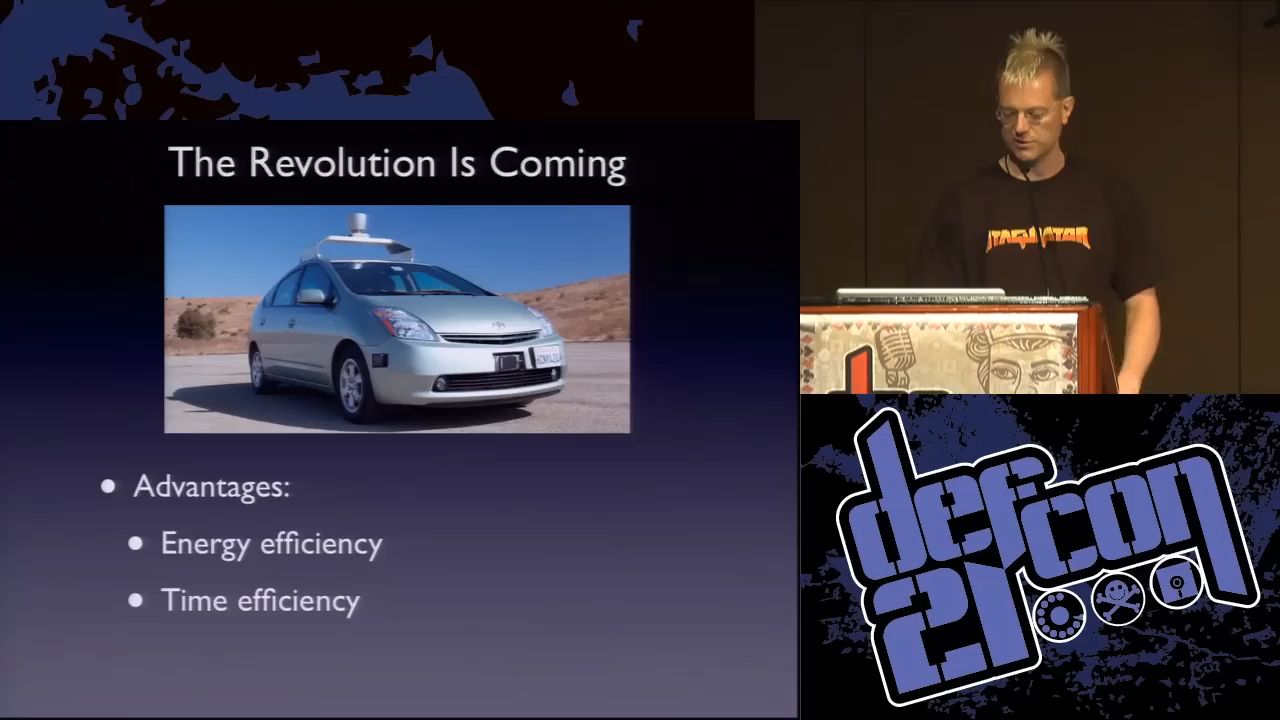 The Revolution Is Coming
Advantages:
Energy efficiency
Time efficiency
defcon
21